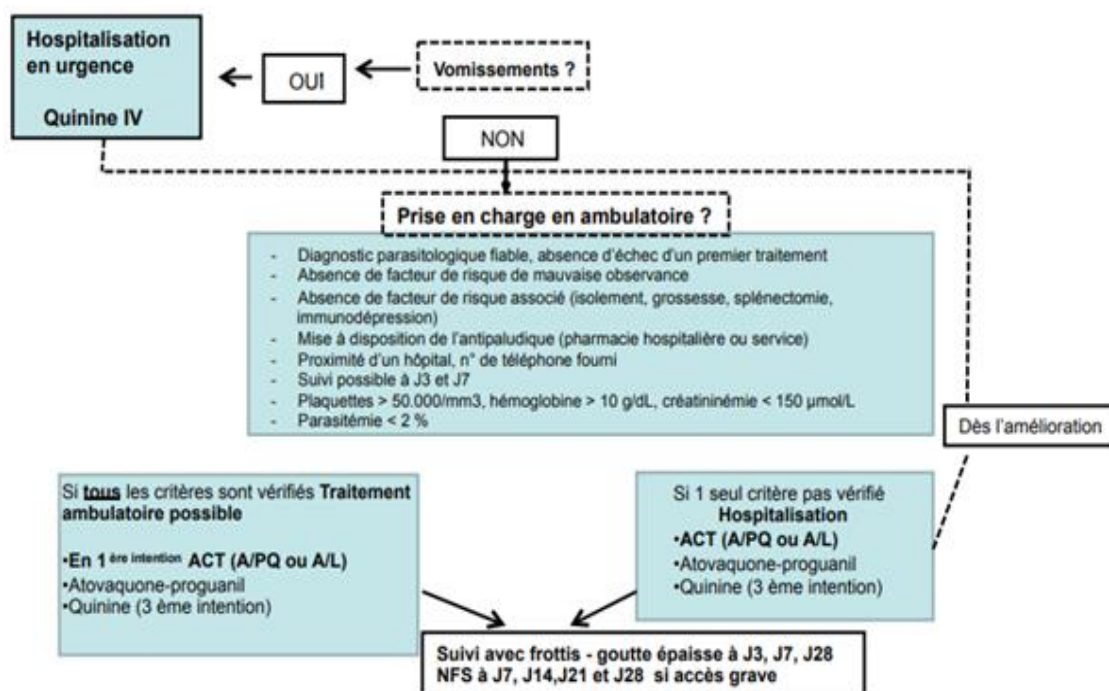 Hospitalisation
en urgence
Quinine IV
OUI
Vomissements ?
NON
Prise en charge en ambulatoire ?
- Diagnostic parasitologique fiable, absence d'échec d'un premier traitement
- Absence de facteur de risque de mauvaise observance
- Absence de facteur de risque associé (isolement, grossesse, splénectomie,
immunodépression)
- Mise à disposition de l'antipaludique (pharmacie hospitalière ou service)
- Proximité d'un hôpital, n° de téléphone fourni
- Suivi possible à J3 et J7
- Plaquettes > 50.000/mm3, hémoglobine > 10 g/dL, créatininémie < 150 µmol/L
- Parasitémie < 2 %
Dès l'amélioration
Si tous les critères sont vérifiés Traitement
ambulatoire possible
•En 1 ère intention ACT (A/PQ ou A/L)
•Atovaquone-proguanil
•Quinine (3 ème intention)
Si 1 seul critère pas vérifié
Hospitalisation
•ACT (A/PQ ou A/L)
•Atovaquone-proguanil
•Quinine (3 ème intention)
Suivi avec frottis - goutte épaisse à J3, J7, J28
NFS à J7, J14,J21 et J28 si accès grave